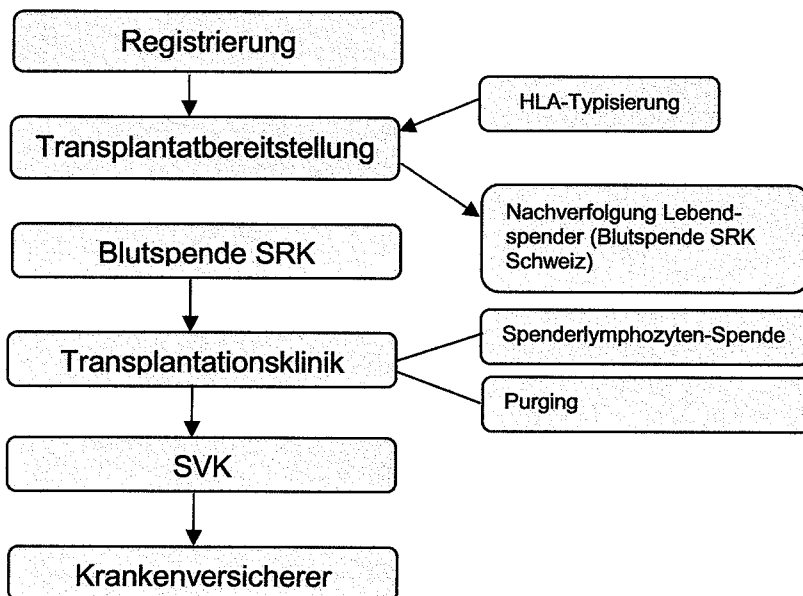 Registrierung
HLA-Typisierung
Transplantatbereitstellung
Nachverfolgung Lebend-
spender (Blutspende SRK
Schweiz)
Blutspende SRK
Spenderlymphozyten-Spende
Transplantationsklinik
Purging
SVK
Krankenversicherer